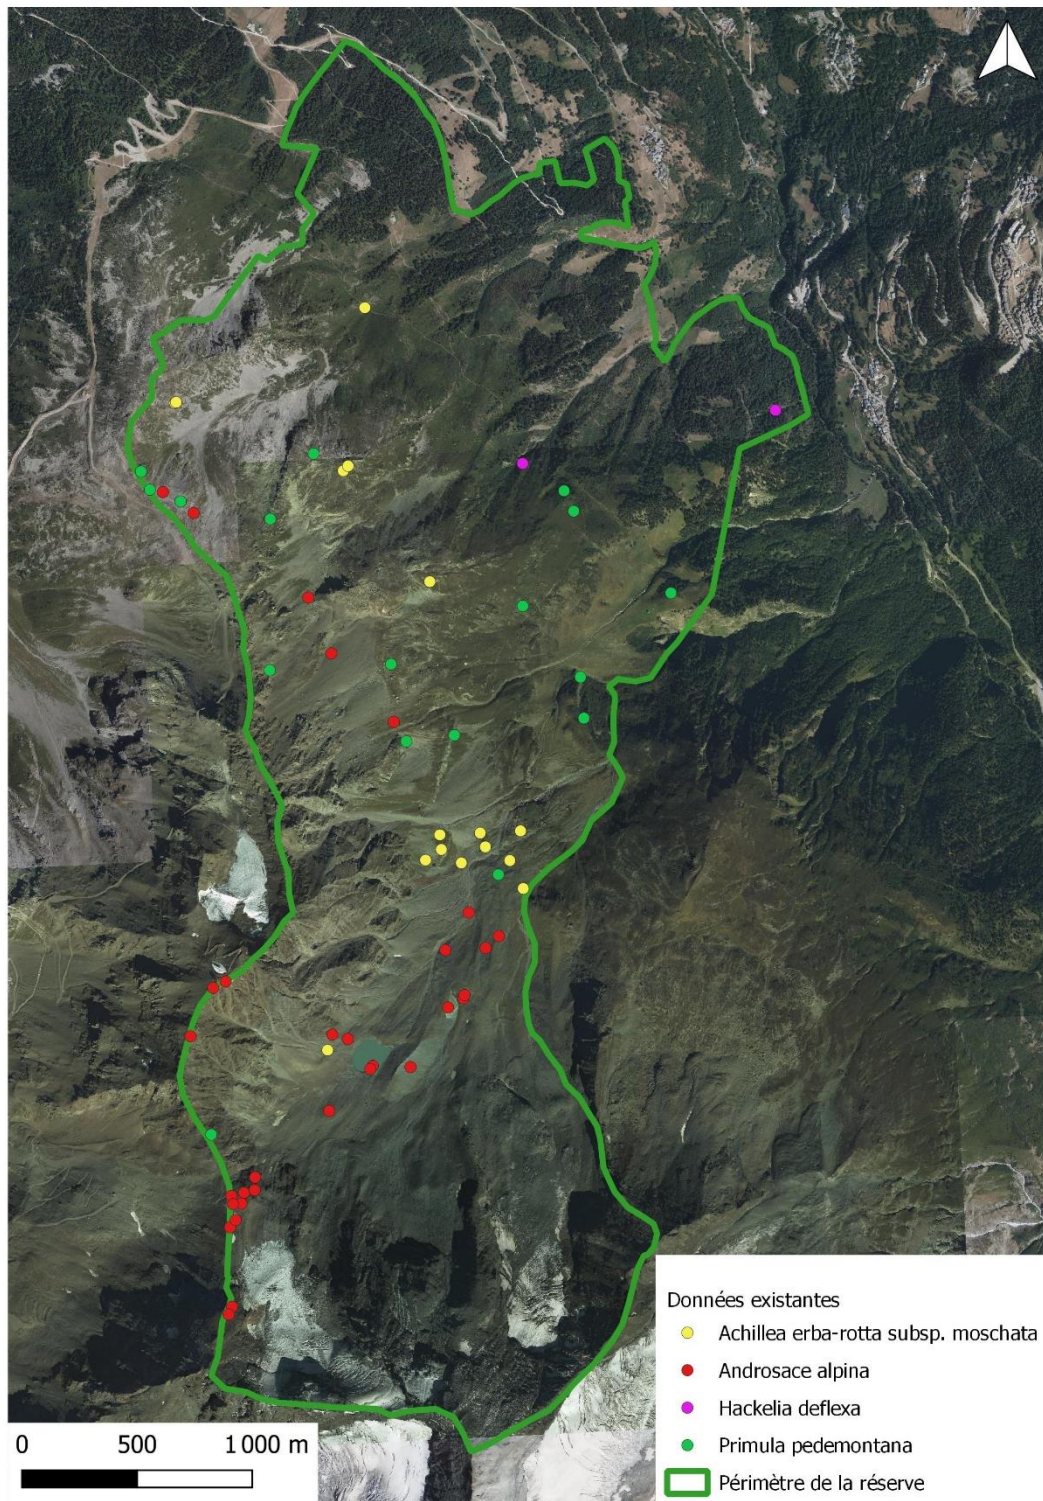 Données existantes
Achillea erba-rotta subsp. moschata
Androsace alpina
Hackelia deflexa
Primula pedemontana
Périmètre de la réserve
0 500 1 000 m